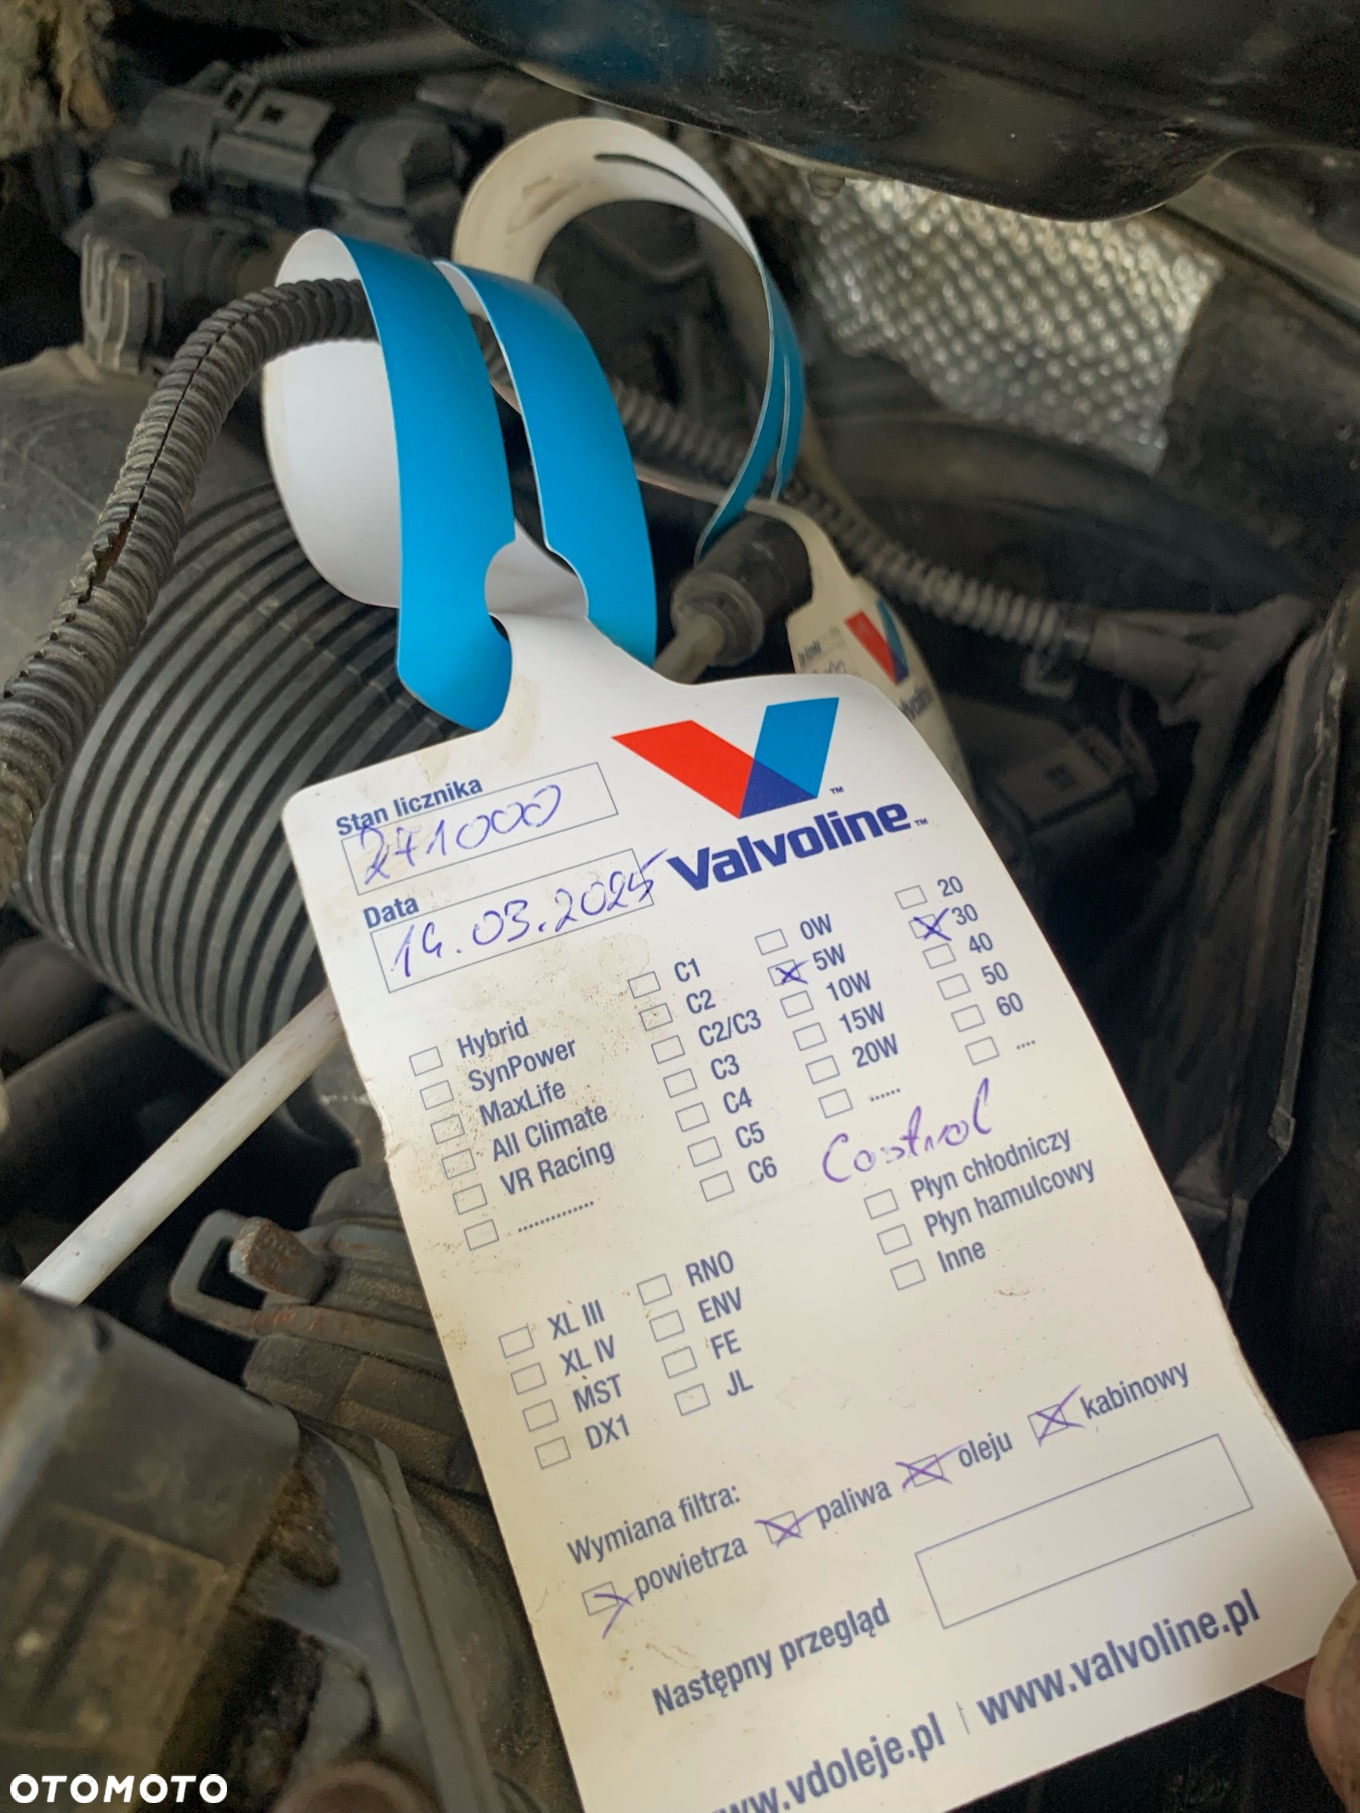 Valvoline™
Stan licznika
271000
Data
14.03.2025
Hybrid
SynPower
MaxLife
All Climate
VR Racing
..............
C1
C2
C2/C3
C3
C4
C5
C6
0W
5W
10W
15W
20W
......
20
30
40
50
60
....
Castrol
Płyn chłodniczy
Płyn hamulcowy
Inne
XL III
XL IV
MST
DX1
RNO
ENV
FE
JL
Wymiana filtra:
powietrza paliwa oleju kabinowy
Następny przegląd
www.vdoleje.pl | www.valvoline.pl
OTOMOTO